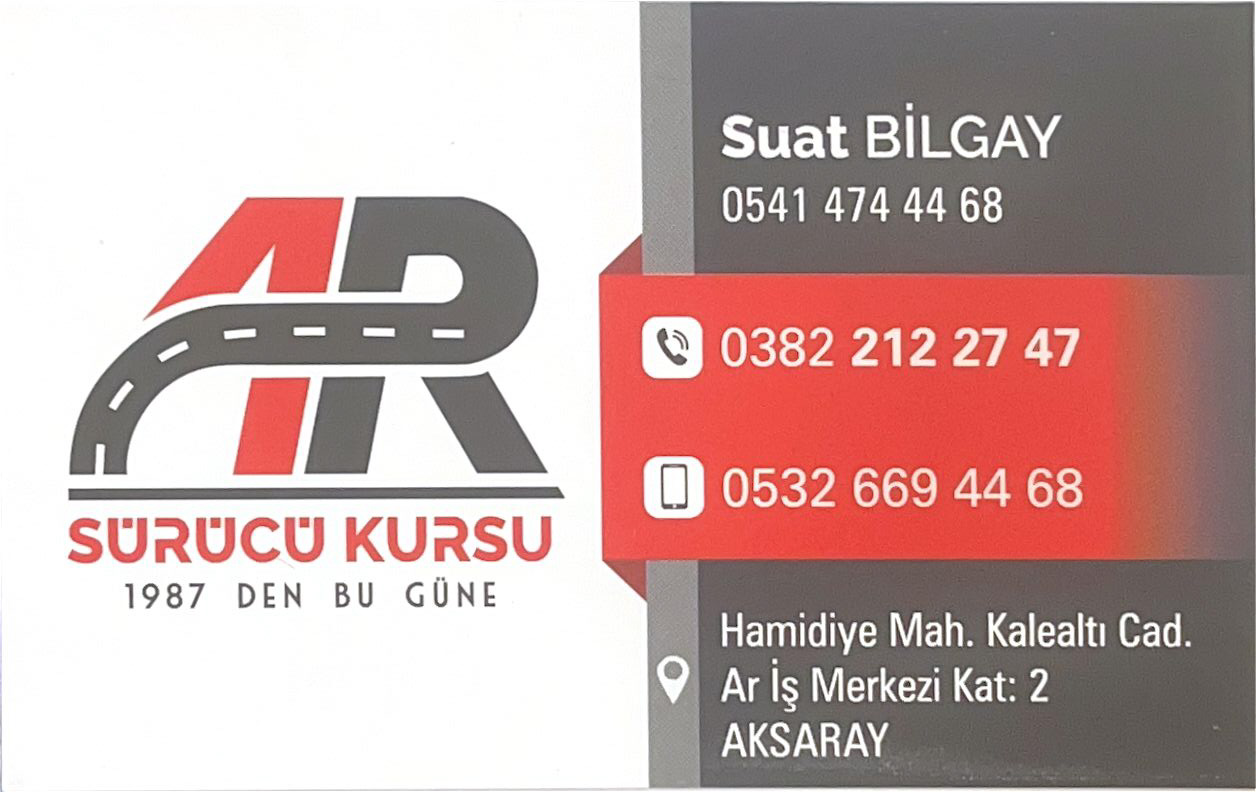 AR
SÜRÜCÜ KURSU
1987 DEN BU GÜNE
Suat BİLGAY
0541 474 44 68
0382 212 27 47
0532 669 44 68
Hamidiye Mah. Kalealtı Cad.
Ar İş Merkezi Kat: 2
AKSARAY